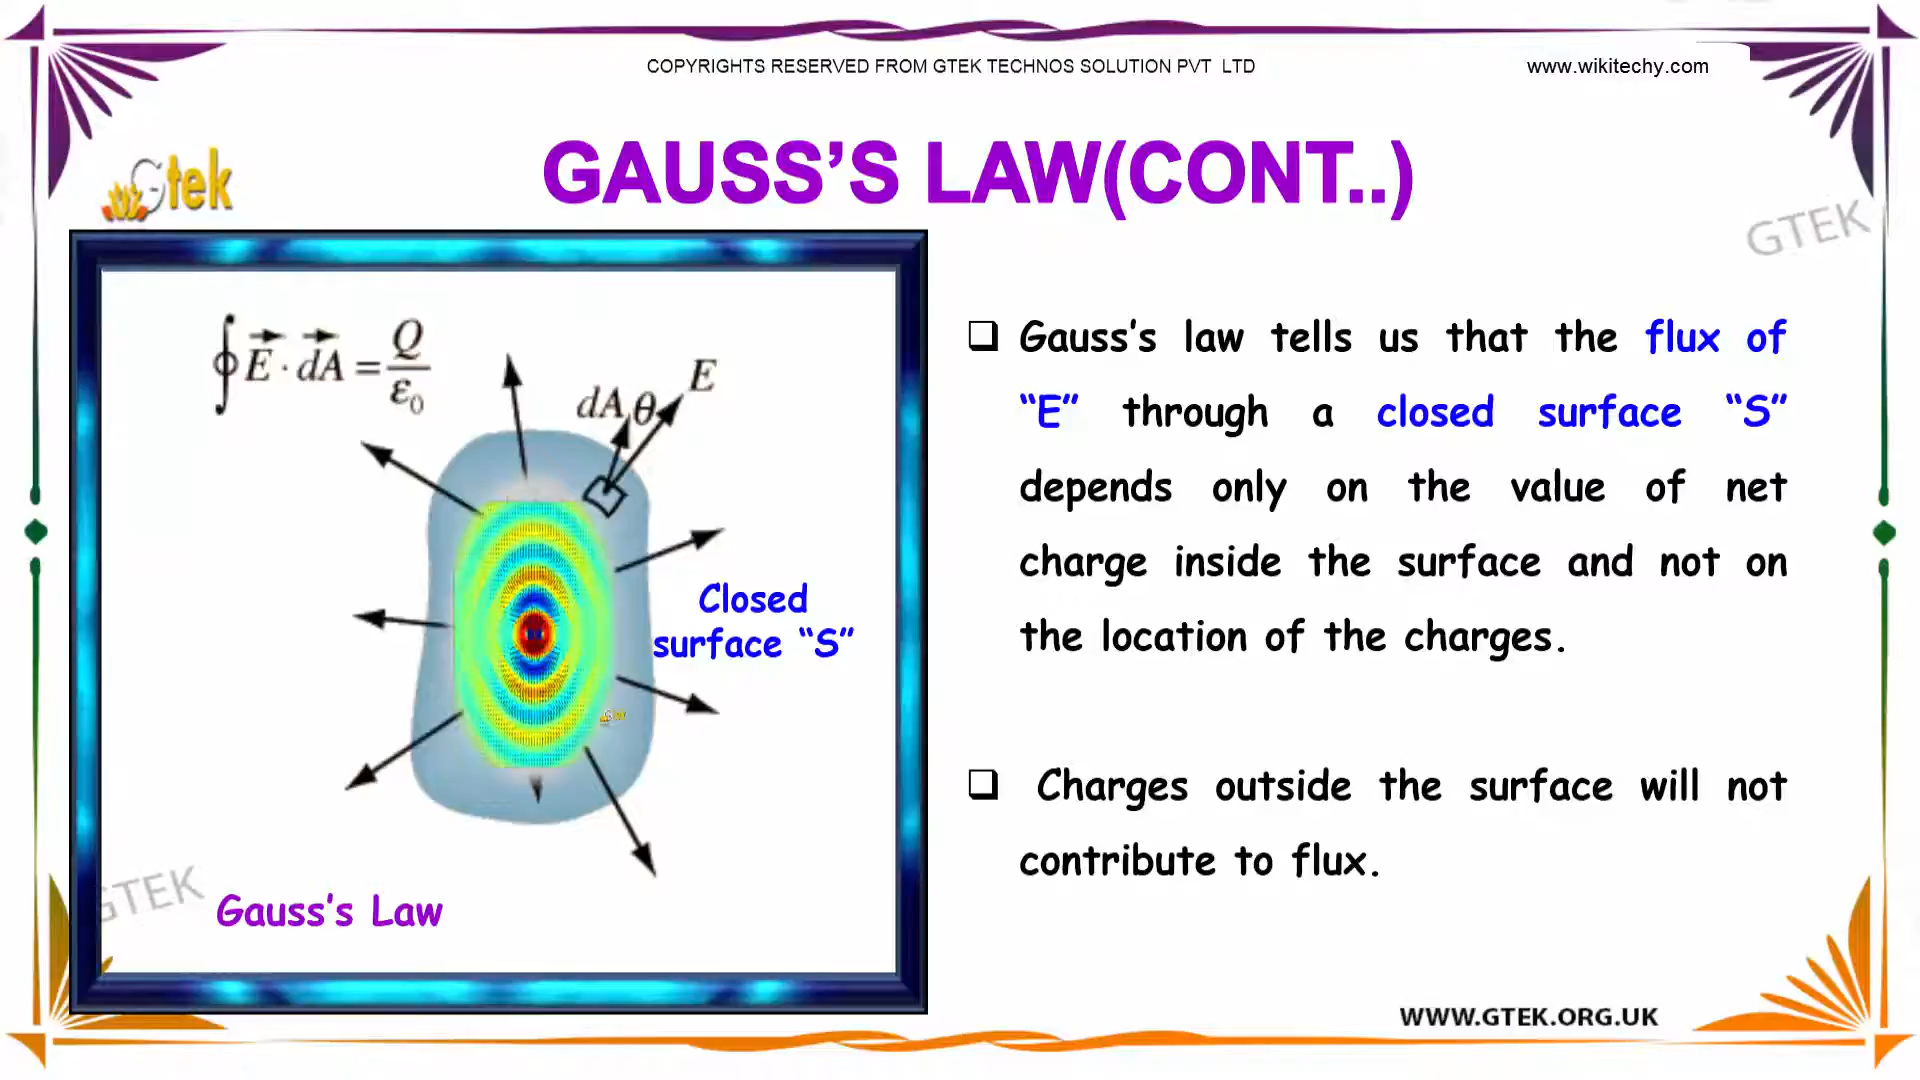 COPYRIGHTS RESERVED FROM GTEK TECHNOS SOLUTION PVT LTD
www.wikitechy.com
Gtek
GAUSS’S LAW(CONT..)
GTEK
∮ E · dA = Q/ε₀
E
dA θ
Closed
surface “S”
GTEK
Gauss’s Law
❑ Gauss’s law tells us that the flux of
“E” through a closed surface “S”
depends only on the value of net
charge inside the surface and not on
the location of the charges.
❑ Charges outside the surface will not
contribute to flux.
WWW.GTEK.ORG.UK